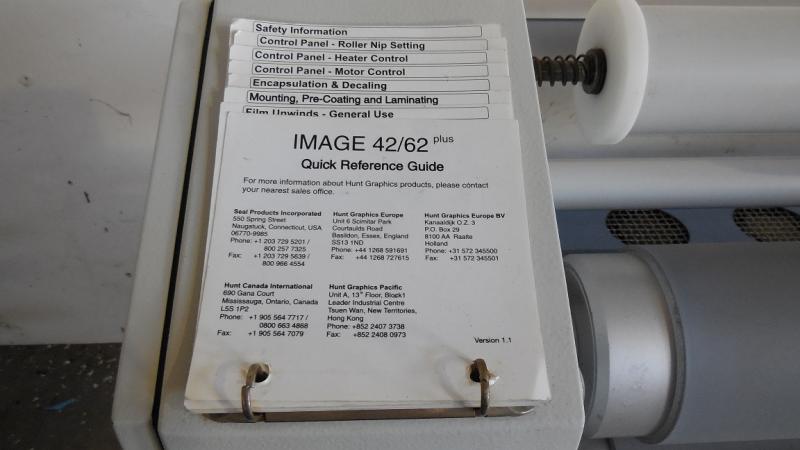 Safety Information
Control Panel - Roller Nip Setting
Control Panel - Heater Control
Control Panel - Motor Control
Encapsulation & Decaling
Mounting, Pre-Coating and Laminating
Film Unwinds - General Use
IMAGE 42/62 plus
Quick Reference Guide
For more information about Hunt Graphics products, please contact
your nearest sales office.
Seal Products Incorporated
550 Spring Street
Naugatuck, Connecticut, USA
06770-9985
Phone: +1 203 729 5201 /
800 257 7325
Fax: +1 203 729 5639 /
800 966 4554
Hunt Graphics Europe
Unit 6 Scimitar Park
Courtaulds Road
Basildon, Essex, England
SS13 1ND
Phone: +44 1268 591691
Fax: +44 1268 727615
Hunt Graphics Europe BV
Kanaaldijk O.Z. 3
P.O. Box 29
8100 AA Raalte
Holland
Phone: +31 572 345500
Fax: +31 572 345501
Hunt Canada International
690 Gana Court
Mississauga, Ontario, Canada
L5S 1P2
Phone: +1 905 564 7717 /
0800 663 4868
Fax: +1 905 564 7079
Hunt Graphics Pacific
Unit A, 13th Floor, Block1
Leader Industrial Centre
Tsuen Wan, New Territories,
Hong Kong
Phone: +852 2407 3738
Fax: +852 2408 0973
Version 1.1